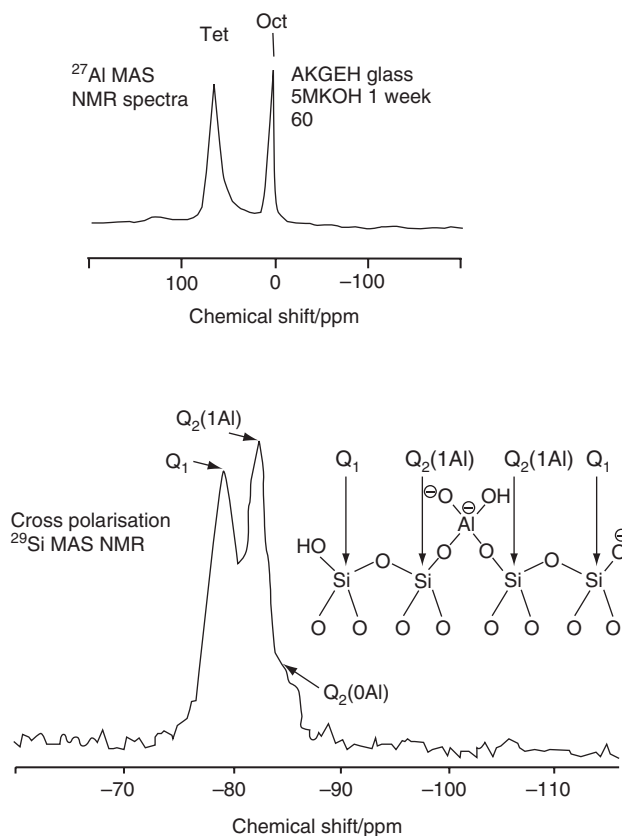 Tet
Oct
²⁷Al MAS
NMR spectra
AKGEH glass
5MKOH 1 week
60
100
0
−100
Chemical shift/ppm
Q₂(1Al)
Q₁
Cross polarisation
²⁹Si MAS NMR
Q₂(0Al)
Q₁ Q₂(1Al) Q₂(1Al) Q₁
⊖O OH
⊖
Al
HO O O O O O⊖
Si Si Si Si
O O O O O O O O
−70 −80 −90 −100 −110
Chemical shift/ppm